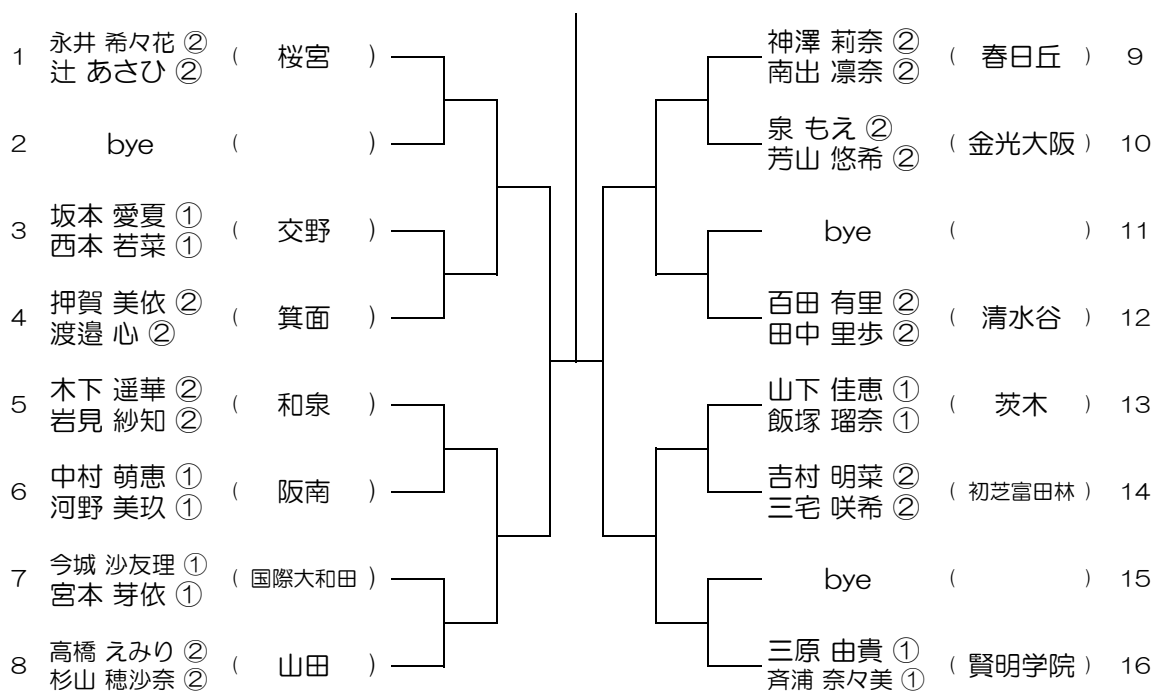 1 永井 希々花 ② ( 桜宮 )
辻 あさひ ②
2 bye ( )
3 坂本 愛夏 ① ( 交野 )
西本 若菜 ①
4 押賀 美依 ② ( 箕面 )
渡邉 心 ②
5 木下 遥華 ② ( 和泉 )
岩見 紗知 ②
6 中村 萌恵 ① ( 阪南 )
河野 美玖 ①
7 今城 沙友理 ① ( 国際大和田 )
宮本 芽依 ①
8 高橋 えみり ② ( 山田 )
杉山 穂沙奈 ②
神澤 莉奈 ② ( 春日丘 ) 9
南出 凛奈 ②
泉 もえ ② ( 金光大阪 ) 10
芳山 悠希 ②
bye ( ) 11
百田 有里 ② ( 清水谷 ) 12
田中 里歩 ②
山下 佳恵 ① ( 茨木 ) 13
飯塚 瑠奈 ①
吉村 明菜 ② ( 初芝富田林 ) 14
三宅 咲希 ②
bye ( ) 15
三原 由貴 ① ( 賢明学院 ) 16
斉浦 奈々美 ①